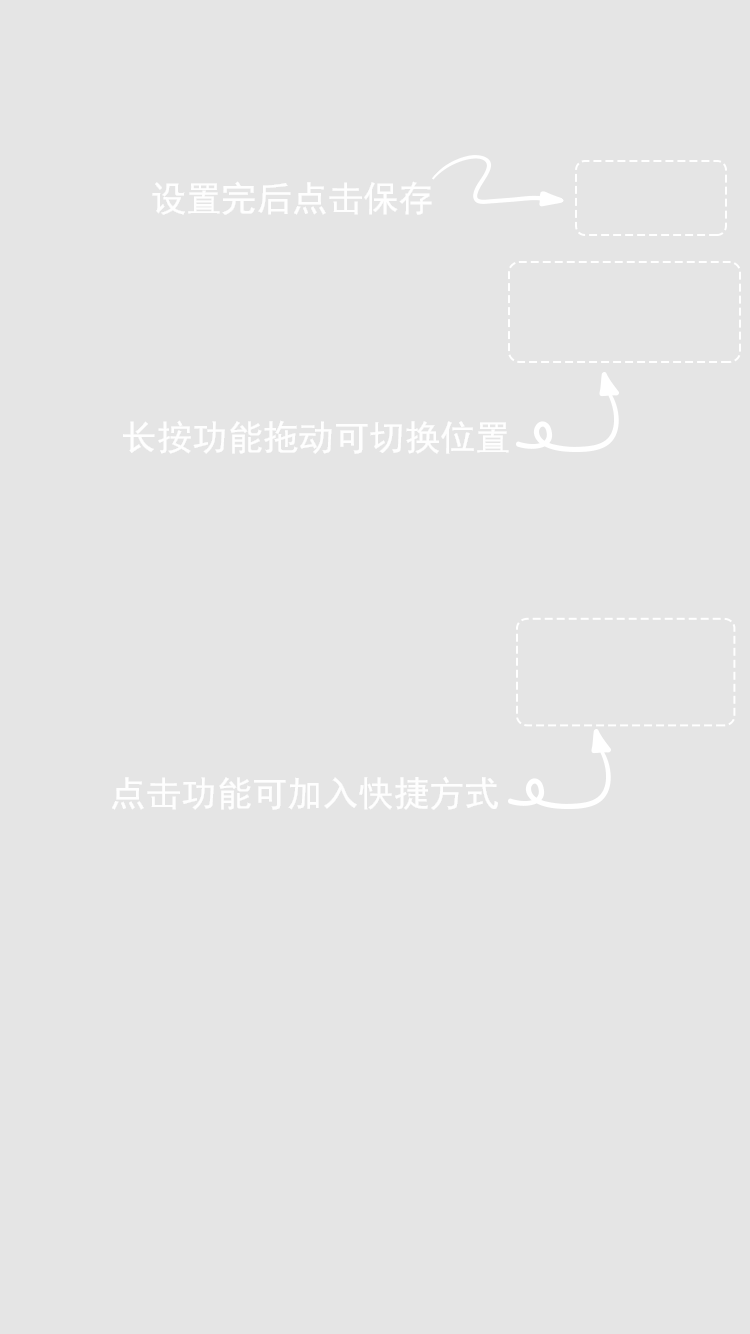 设置完后点击保存
长按功能拖动可切换位置
点击功能可加入快捷方式